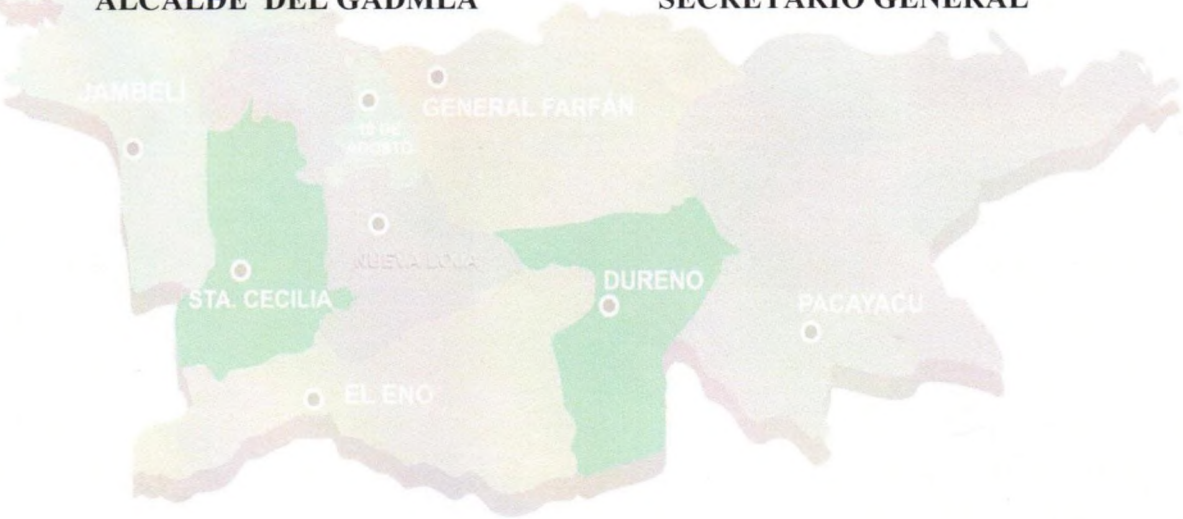 ALCALDE DEL GADMLA SECRETARIO GENERAL
JAMBELÍ
GENERAL FARFÁN
10 DE
AGOSTO
NUEVA LOJA
DURENO
STA. CECILIA
PACAYACU
EL ENO